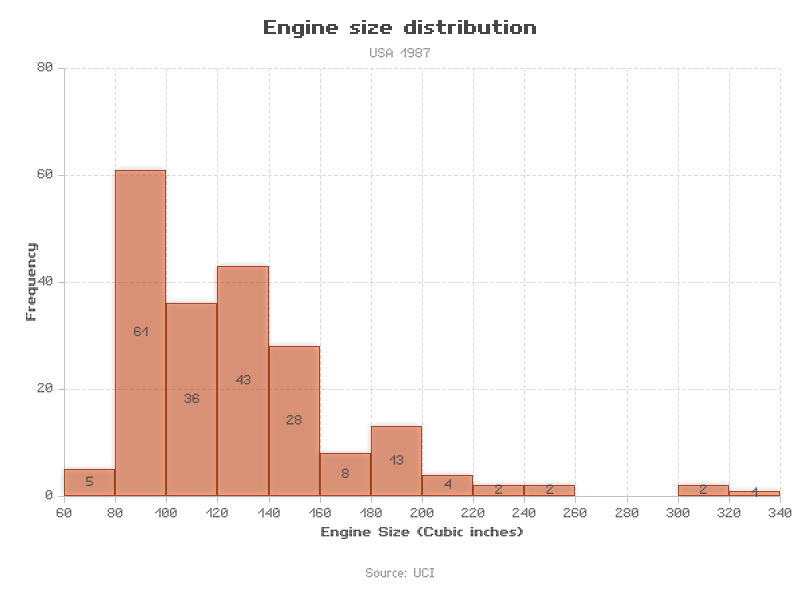 Engine size distribution
USA 1987
80
60
40
20
0
Frequency
5
61
36
43
28
8
13
4
2
2
2
1
60 80 100 120 140 160 180 200 220 240 260 280 300 320 340
Engine Size (Cubic inches)
Source: UCI